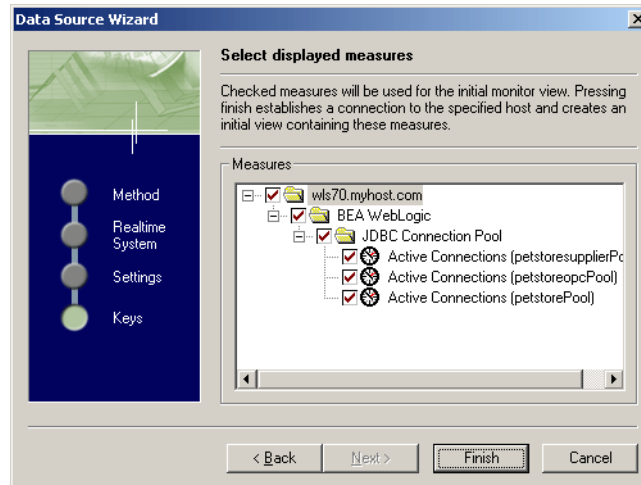 Data Source Wizard
Select displayed measures
Checked measures will be used for the initial monitor view. Pressing
finish establishes a connection to the specified host and creates an
initial view containing these measures.
Measures
wls70.myhost.com
BEA WebLogic
JDBC Connection Pool
Active Connections (petstoresupplierPo
Active Connections (petstoreopcPool)
Active Connections (petstorePool)
Method
Realtime
System
Settings
Keys
< Back
Next >
Finish
Cancel